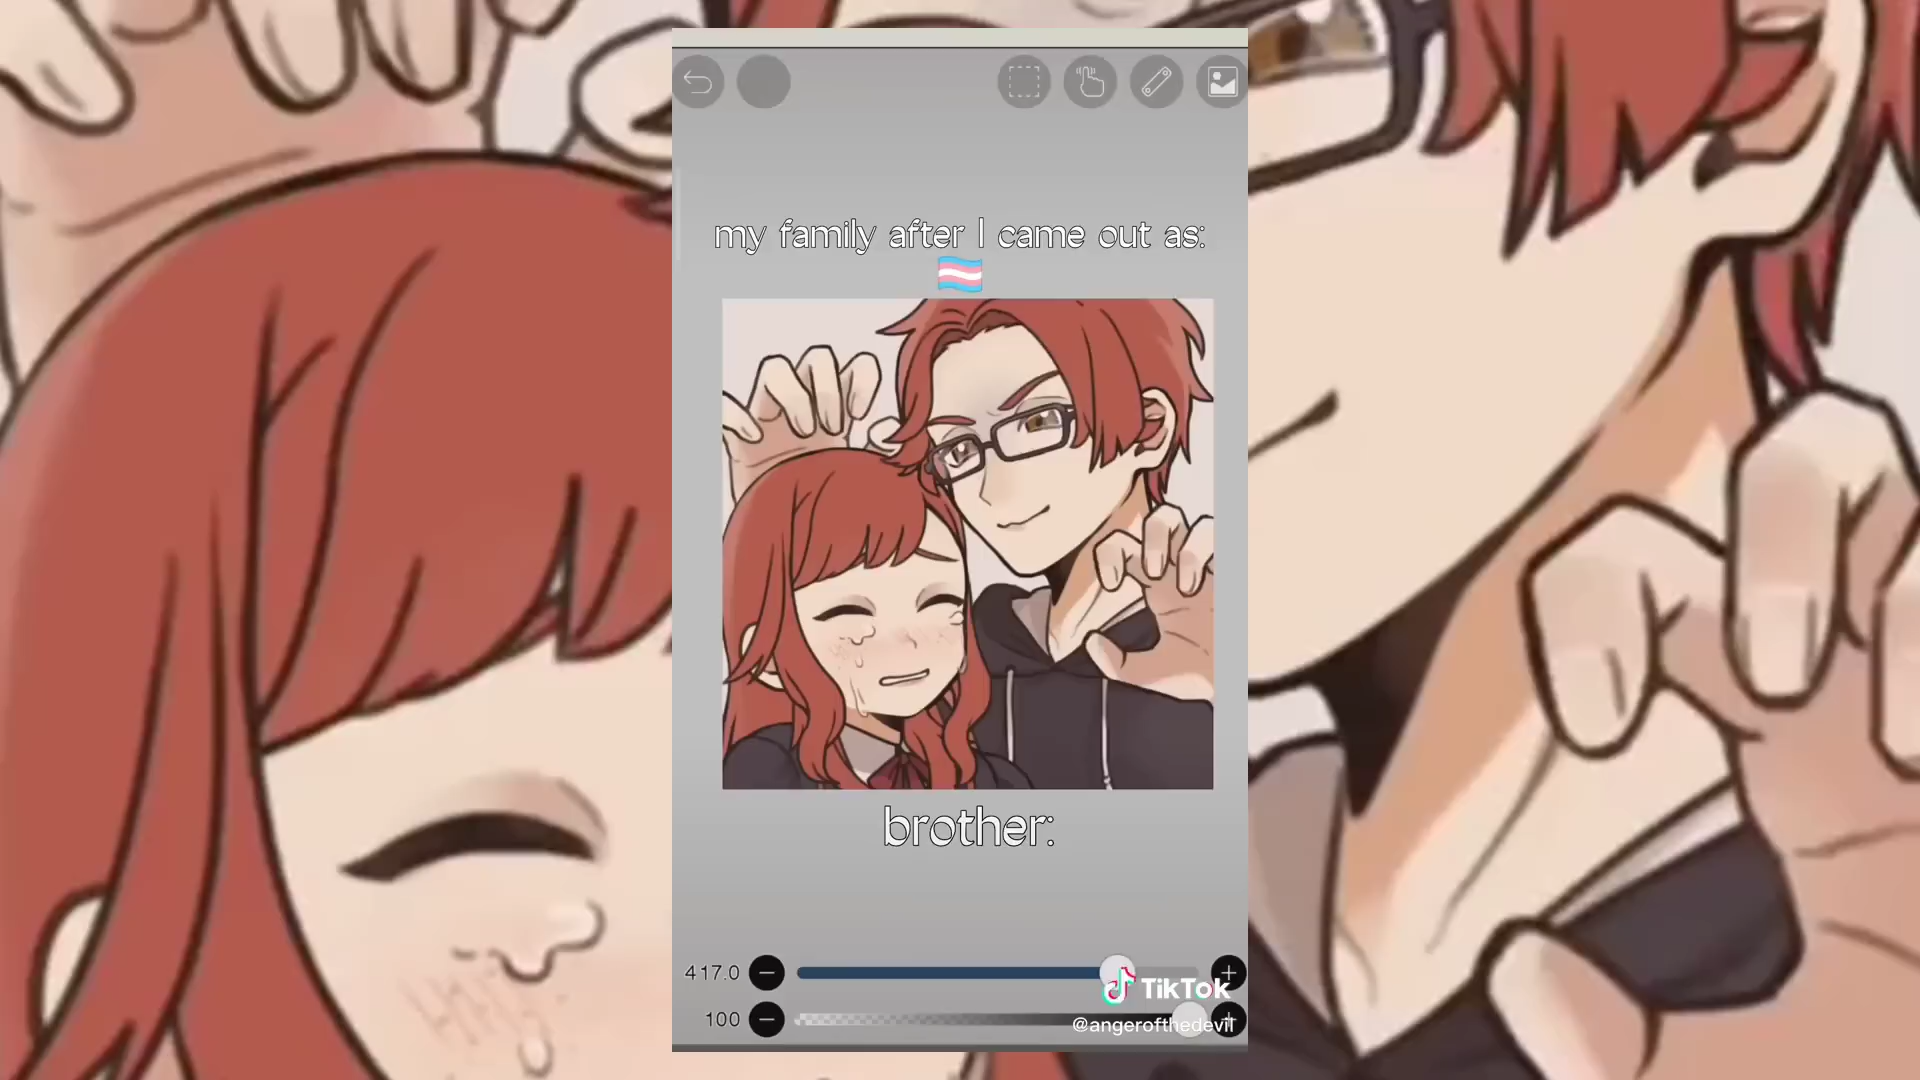 my family after I came out as:
🏳️‍⚧️
brother:
417.0
100
TikTok
@angerofthedevil